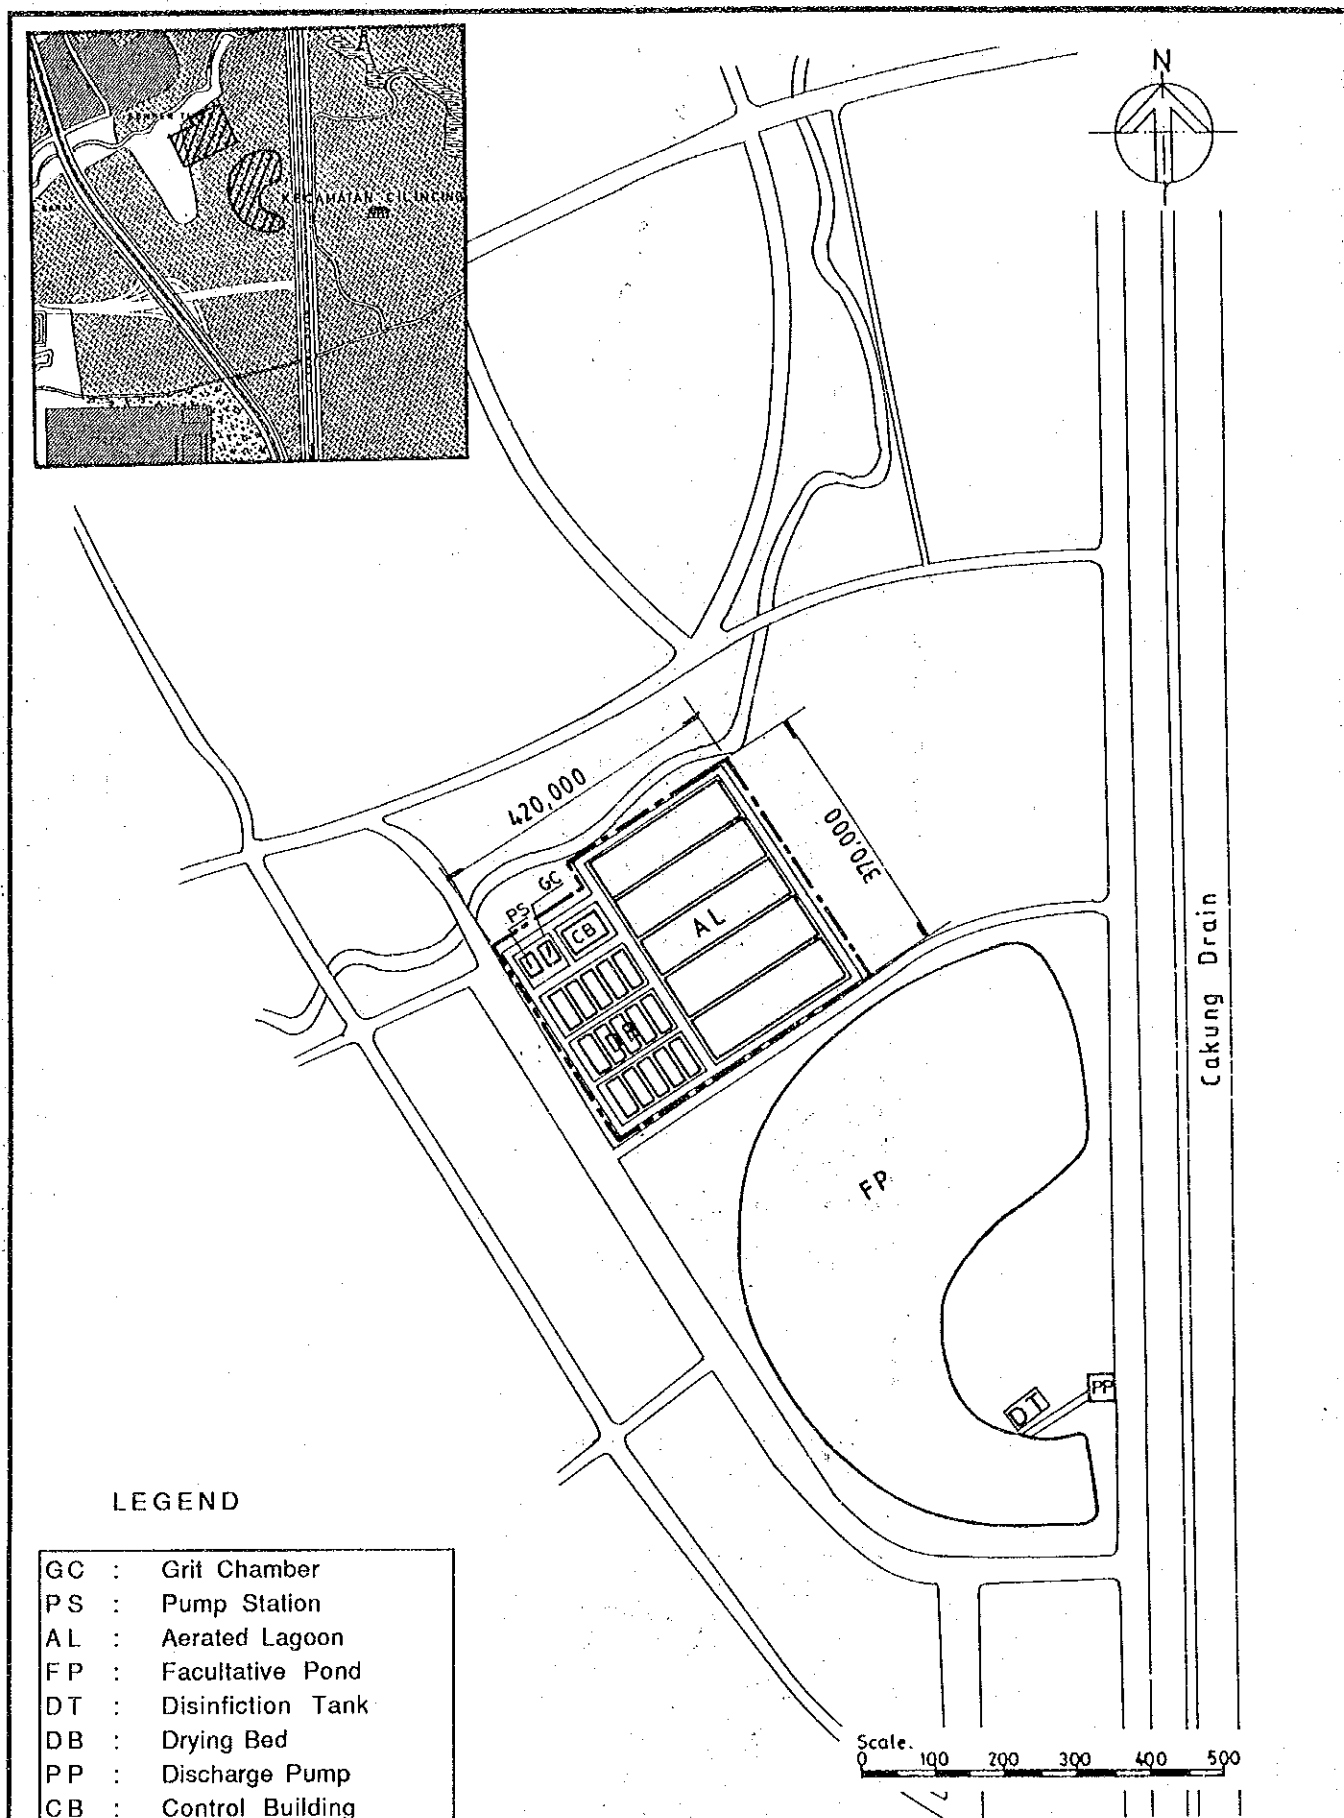 KECAMATAN CILINCING
N
420,000
370.000
GC
PS
CB
AL
DB
FP
Cakung Drain
DT
PP
LEGEND
GC : Grit Chamber
PS : Pump Station
AL : Aerated Lagoon
FP : Facultative Pond
DT : Disinfiction Tank
DB : Drying Bed
PP : Discharge Pump
CB : Control Building
Scale.
0 100 200 300 400 500